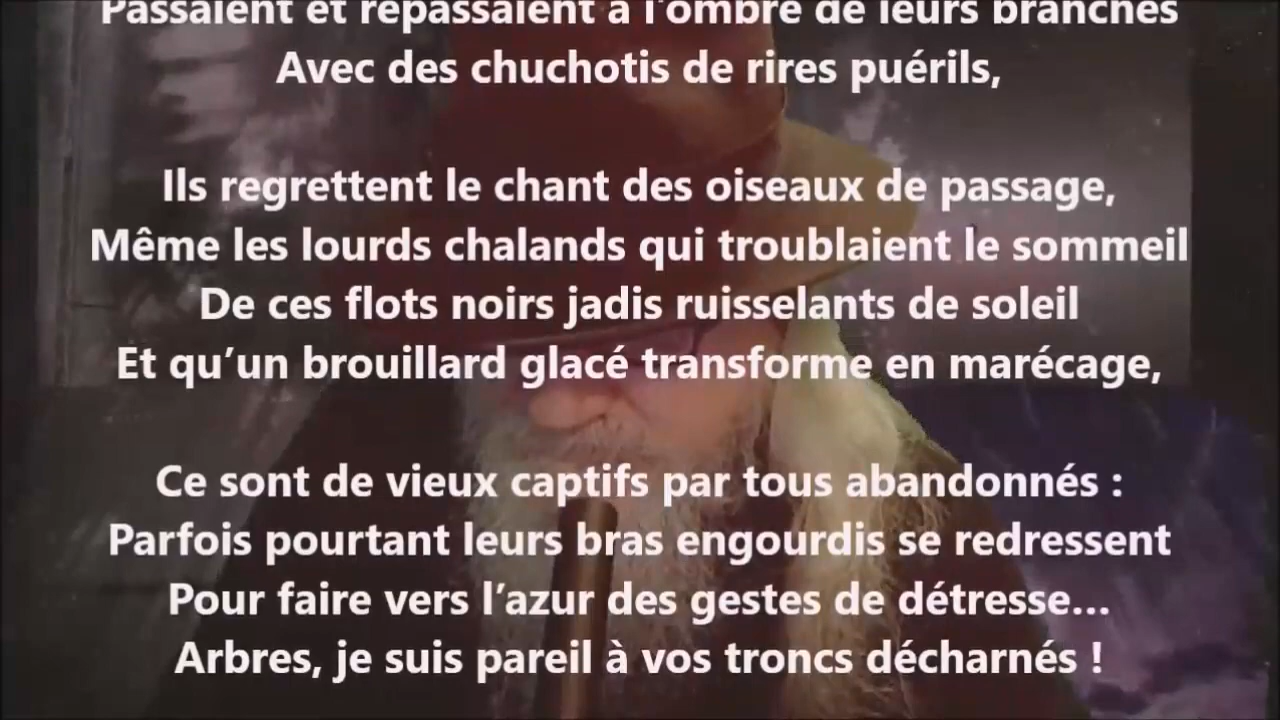 Passaient et repassaient à l'ombre de leurs branches
Avec des chuchotis de rires puérils,
Ils regrettent le chant des oiseaux de passage,
Même les lourds chalands qui troublaient le sommeil
De ces flots noirs jadis ruisselants de soleil
Et qu’un brouillard glacé transforme en marécage,
Ce sont de vieux captifs par tous abandonnés :
Parfois pourtant leurs bras engourdis se redressent
Pour faire vers l’azur des gestes de détresse...
Arbres, je suis pareil à vos troncs décharnés !